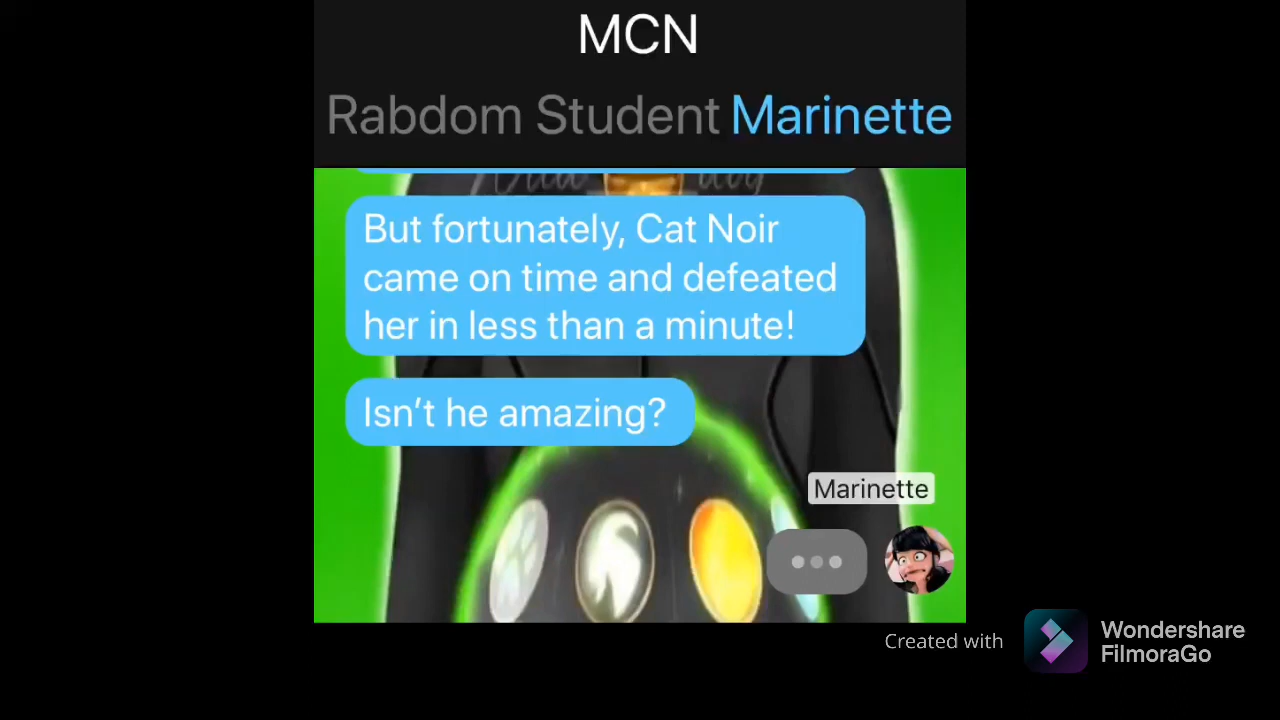 MCN
Rabdom Student Marinette
But fortunately, Cat Noir
came on time and defeated
her in less than a minute!
Isn't he amazing?
Marinette
Created with
Wondershare
FilmoraGo